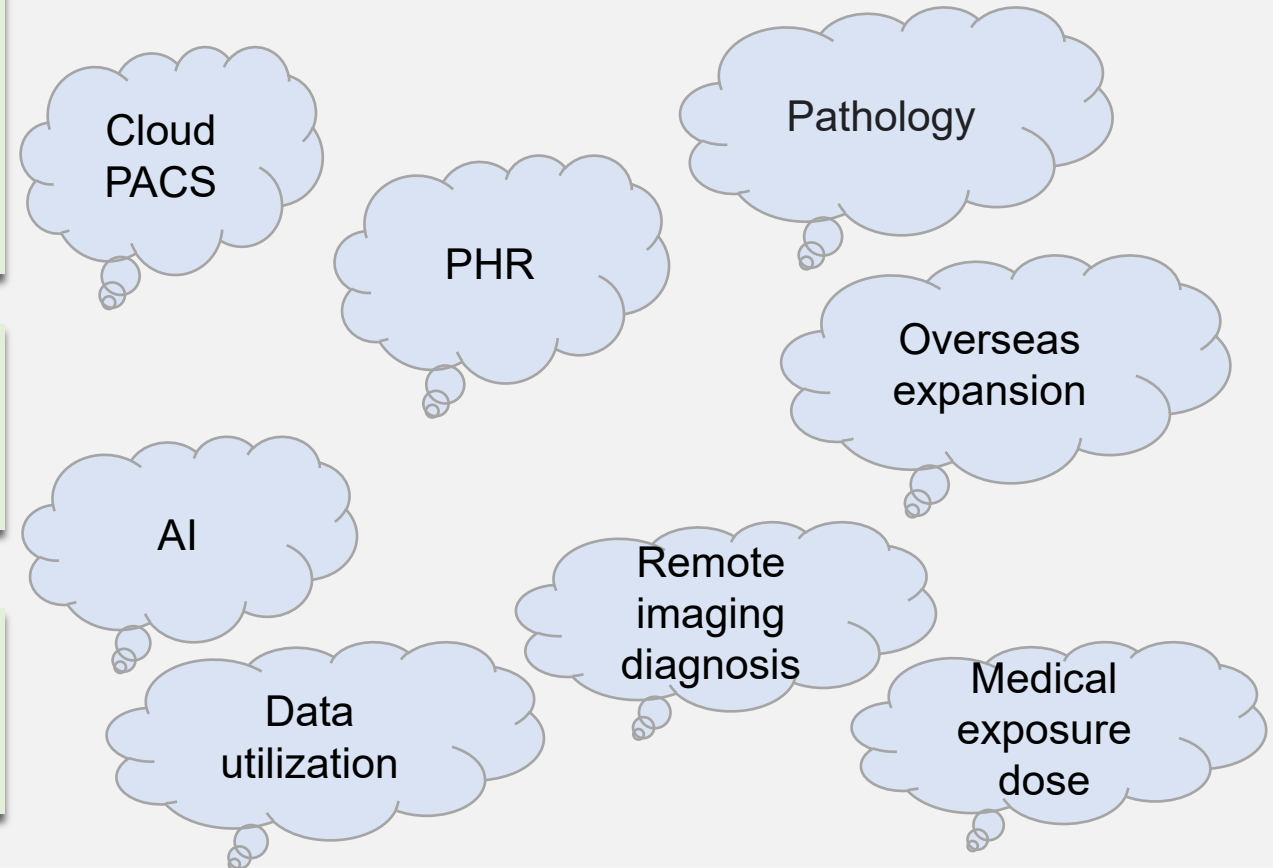 Cloud
PACS
Pathology
PHR
Overseas
expansion
AI
Remote
imaging
diagnosis
Data
utilization
Medical
exposure
dose